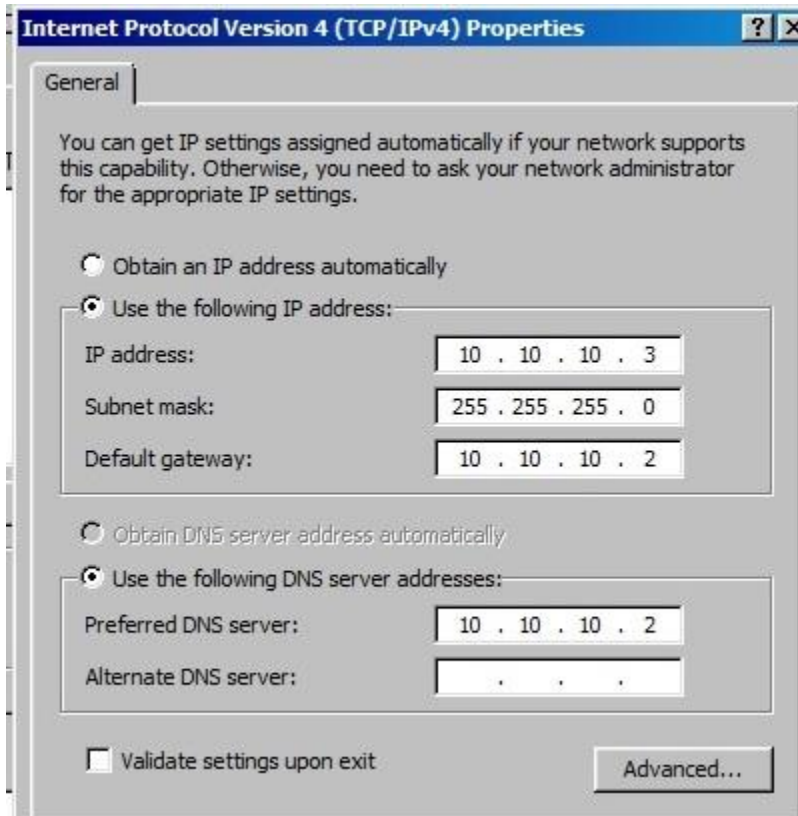 Internet Protocol Version 4 (TCP/IPv4) Properties ? X
General
You can get IP settings assigned automatically if your network supports
this capability. Otherwise, you need to ask your network administrator
for the appropriate IP settings.
Obtain an IP address automatically
Use the following IP address:
IP address: 10 . 10 . 10 . 3
Subnet mask: 255 . 255 . 255 . 0
Default gateway: 10 . 10 . 10 . 2
Obtain DNS server address automatically
Use the following DNS server addresses:
Preferred DNS server: 10 . 10 . 10 . 2
Alternate DNS server: . . .
Validate settings upon exit
Advanced...